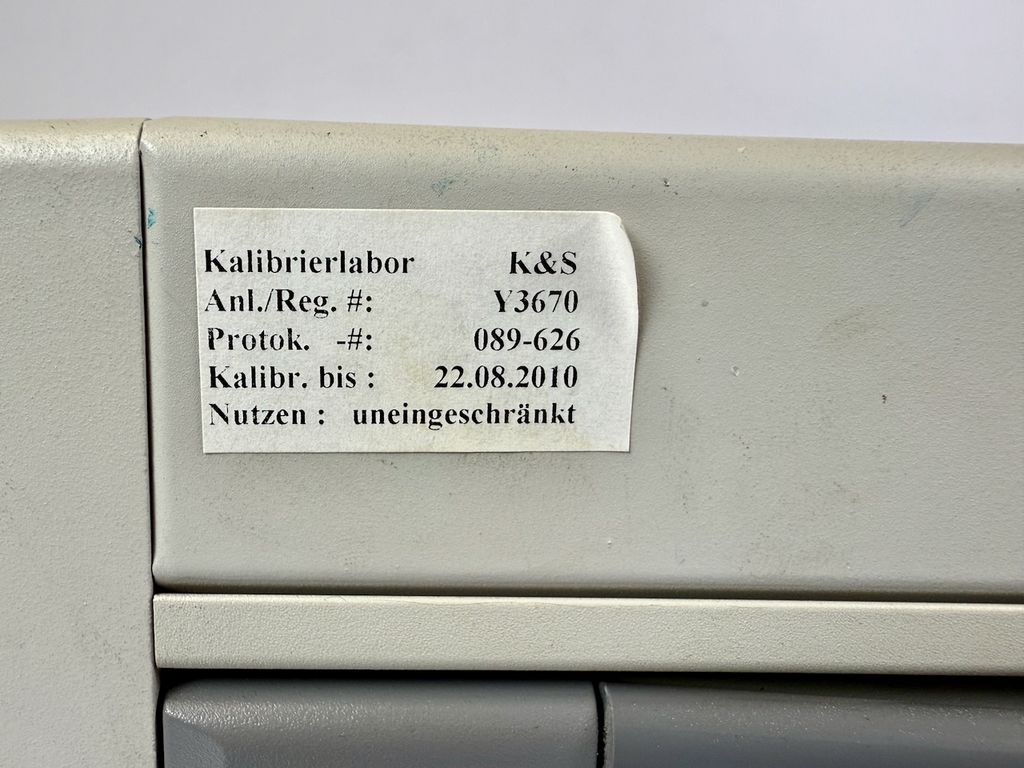 Kalibrierlabor K&S
Anl./Reg. #: Y3670
Protok. -#: 089-626
Kalibr. bis : 22.08.2010
Nutzen : uneingeschränkt